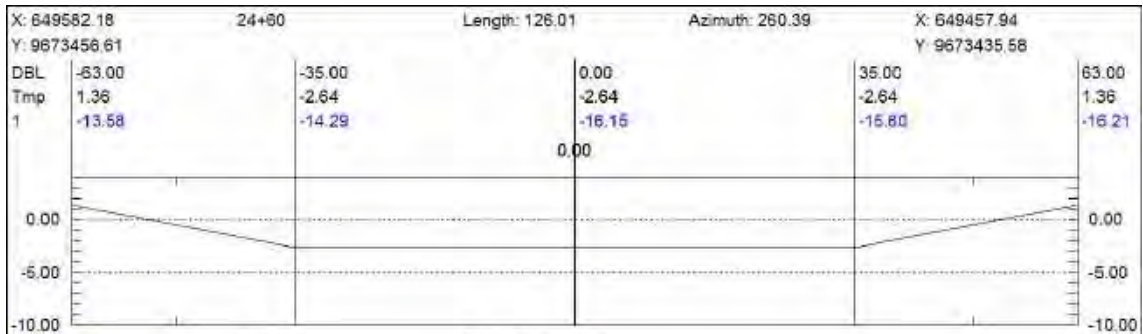 X: 649582.18 24+60 Length: 126.01 Azimuth: 260.39 X: 649457.94
Y: 9673456.61 Y: 9673435.58
DBL -63.00 -35.00 0.00 35.00 63.00
Tmp 1.36 -2.64 -2.64 -2.64 1.36
1 -13.58 -14.29 -16.15 -15.60 -16.21
0.00
0.00 0.00
-5.00 -5.00
-10.00 -10.00